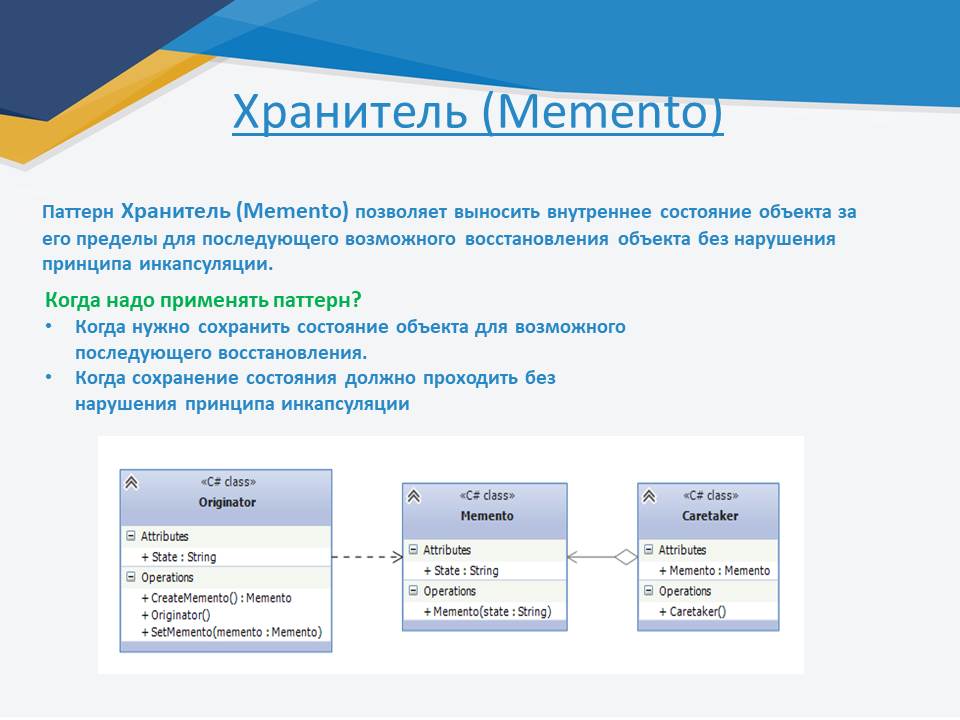 Хранитель (Memento)
Паттерн Хранитель (Memento) позволяет выносить внутреннее состояние объекта за
его пределы для последующего возможного восстановления объекта без нарушения
принципа инкапсуляции.
Когда надо применять паттерн?
• Когда нужно сохранить состояние объекта для возможного
последующего восстановления.
• Когда сохранение состояния должно проходить без
нарушения принципа инкапсуляции
«C# class»
Originator
Attributes
+ State : String
Operations
+ CreateMemento() : Memento
+ Originator()
+ SetMemento(memento : Memento)
«C# class»
Memento
Attributes
+ State : String
Operations
+ Memento(state : String)
«C# class»
Caretaker
Attributes
+ Memento : Memento
Operations
+ Caretaker()